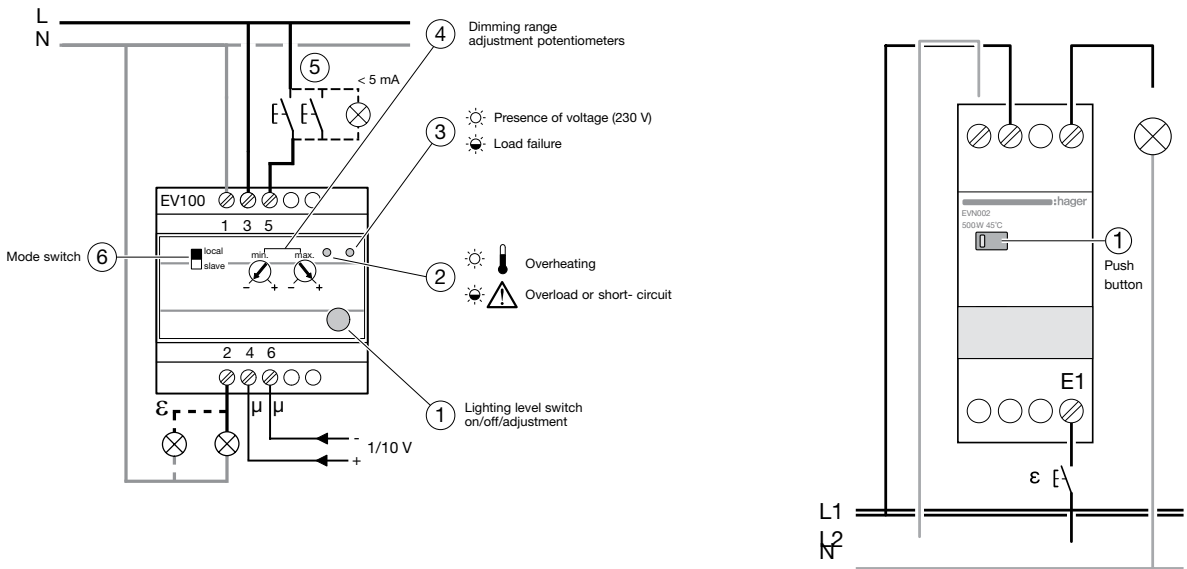 L
N
4
Dimming range
adjustment potentiometers
5
< 5 mA
3
Presence of voltage (230 V)
Load failure
EV100
1 3 5
Mode switch 6
local
slave
min. max.
- + - +
2
Overheating
Overload or short- circuit
2 4 6
ε
µ µ
1
Lighting level switch
on/off/adjustment
-
1/10 V
+
:hager
EVN002
500W 45°C
1
Push
button
E1
ε
L1
L2
N